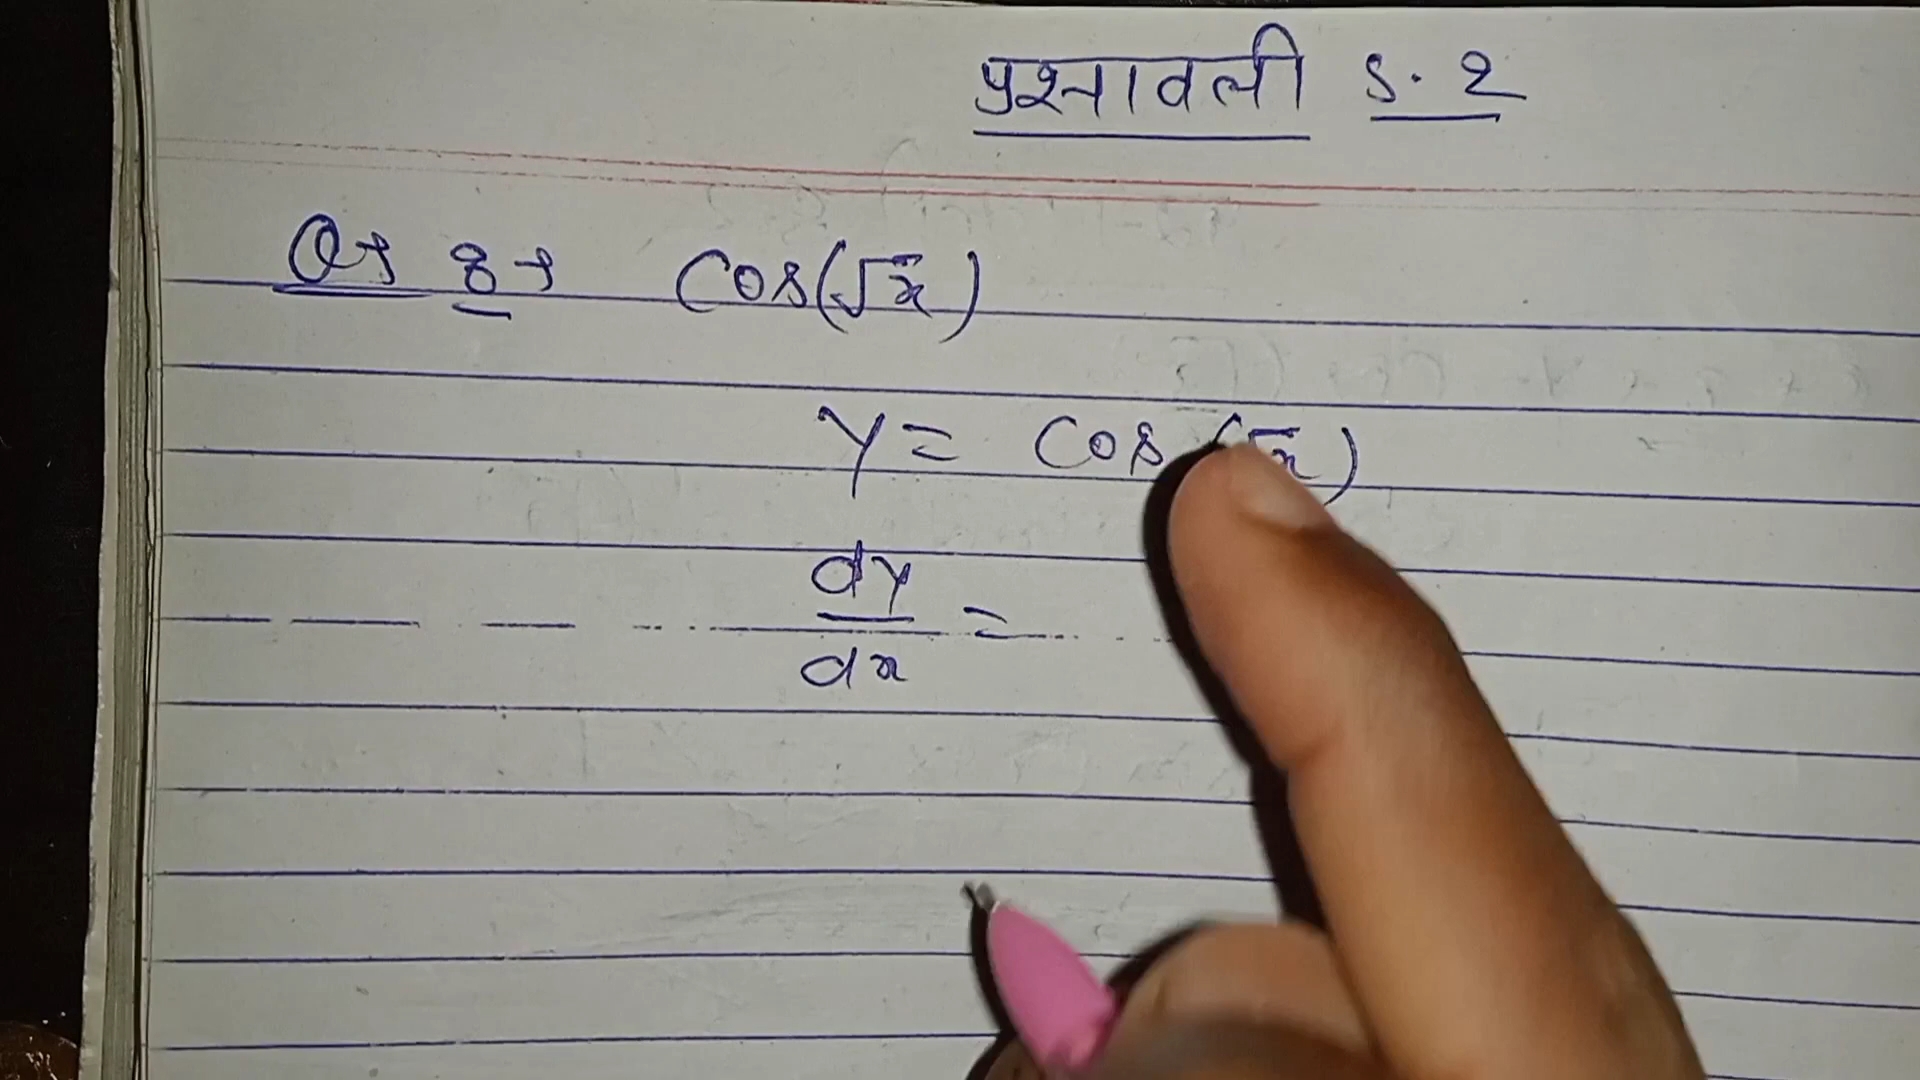 प्रश्नावली 5.2
Q→ 8→ Cos(√x)
y = Cos (√x)
dy/dx =